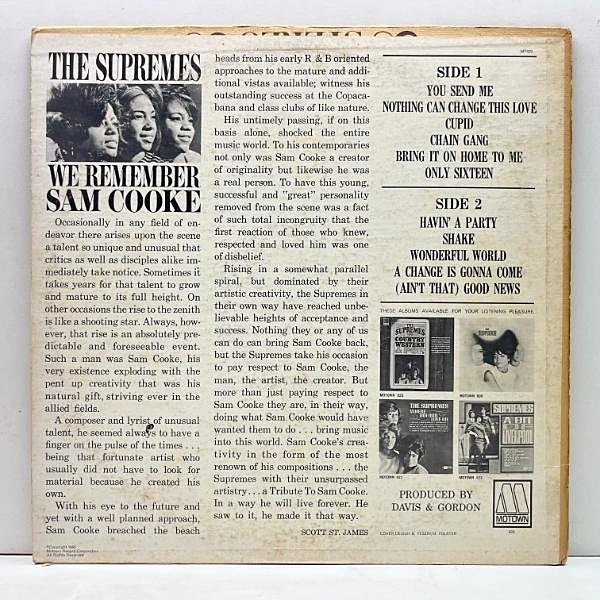 THE SUPREMES
WE REMEMBER
SAM COOKE
Occasionally in any field of en-
deavor there arises upon the scene
a talent so unique and unusual that
critics as well as disciples alike im-
mediately take notice. Sometimes it
takes years for that talent to grow
and mature to its full height. On
other occasions the rise to the zenith
is like a shooting star. Always, how-
ever, that rise is an absolutely pre-
dictable and foreseeable event.
Such a man was Sam Cooke, his
very existence exploding with the
pent up creativity that was his
natural gift, striving ever in the
allied fields.
A composer and lyrist of unusual
talent, he seemed always to have a
finger on the pulse of the times . . .
being that fortunate artist who
usually did not have to look for
material because he created his
own.
With his eye to the future and
yet with a well planned approach,
Sam Cooke breached the beach
heads from his early R & B oriented
approaches to the mature and addi-
tional vistas available; witness his
outstanding success at the Copaca-
bana and class clubs of like nature.
His untimely passing, if on this
basis alone, shocked the entire
music world. To his contemporaries
not only was Sam Cooke a creator
of originality but likewise he was
a real person. To have this young,
successful and "great" personality
removed from the scene was a fact
of such total incongruity that the
first reaction of those who knew,
respected and loved him was one
of disbelief.
Rising in a somewhat parallel
spiral, but dominated by their
artistic creativity, the Supremes in
their own way have reached unbe-
lievable heights of acceptance and
success. Nothing they or any of us
can do can bring Sam Cooke back,
but the Supremes take his occasion
to pay respect to Sam Cooke, the
man, the artist, the creator. But
more than just paying respect to
Sam Cooke they are, in their way,
doing what Sam Cooke would have
wanted them to do . . . bring music
into this world. Sam Cooke's crea-
tivity in the form of the most
renown of his compositions . . . the
Supremes with their unsurpassed
artistry . . . a Tribute To Sam Cooke.
In a way he will live forever. He
saw to it, he made it that way.
SCOTT ST. JAMES
SIDE 1
YOU SEND ME
NOTHING CAN CHANGE THIS LOVE
CUPID
CHAIN GANG
BRING IT ON HOME TO ME
ONLY SIXTEEN
SIDE 2
HAVIN' A PARTY
SHAKE
WONDERFUL WORLD
A CHANGE IS GONNA COME
(AIN'T THAT) GOOD NEWS
THESE ALBUMS AVAILABLE FOR YOUR LISTENING PLEASURE
THE SUPREMES
COUNTRY
WESTERN
& POP
THE SUPREMES
SUPREMES
A BIT
OF
LIVERPOOL
PRODUCED BY
DAVIS & GORDON
M
MOTOWN